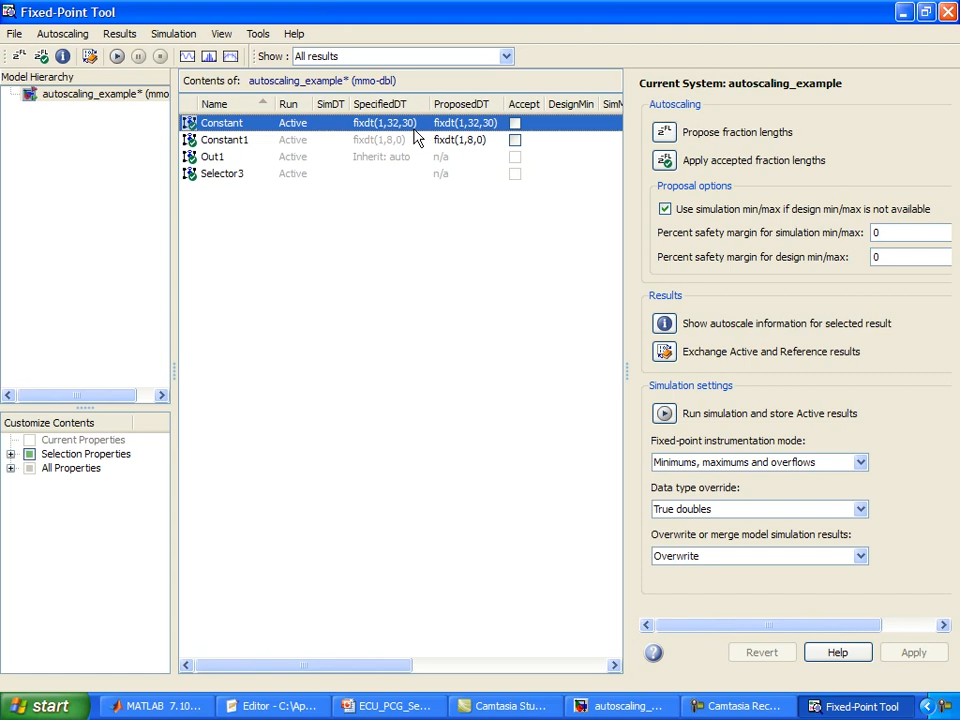 Fixed-Point Tool
File Autoscaling Results Simulation View Tools Help
Show : All results
Model Hierarchy
autoscaling_example* (mmo
Contents of: autoscaling_example* (mmo-dbl)
Name Run SimDT SpecifiedDT ProposedDT Accept DesignMin SimM
Constant Active fixdt(1,32,30) fixdt(1,32,30)
Constant1 Active fixdt(1,8,0) fixdt(1,8,0)
Out1 Active Inherit: auto n/a
Selector3 Active n/a
Customize Contents
Current Properties
Selection Properties
All Properties
Current System: autoscaling_example
Autoscaling
Propose fraction lengths
Apply accepted fraction lengths
Proposal options
Use simulation min/max if design min/max is not available
Percent safety margin for simulation min/max: 0
Percent safety margin for design min/max: 0
Results
Show autoscale information for selected result
Exchange Active and Reference results
Simulation settings
Run simulation and store Active results
Fixed-point instrumentation mode:
Minimums, maximums and overflows
Data type override:
True doubles
Overwrite or merge model simulation results:
Overwrite
Revert Help Apply
start MATLAB 7.10... Editor - C:\Ap... ECU_PCG_Se... Camtasia Stu... autoscaling_... Camtasia Rec... Fixed-Point Tool